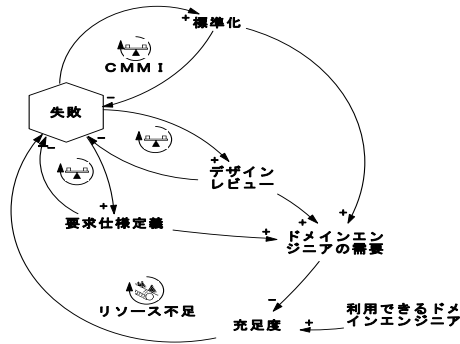 +
標準化
CMMI
−
失敗
−
−
+
デザイン
レビュー
+
要求仕様定義
+
+
+
ドメインエン
ジニアの需要
リソース不足
−
充足度
+
利用できるドメ
インエンジニア